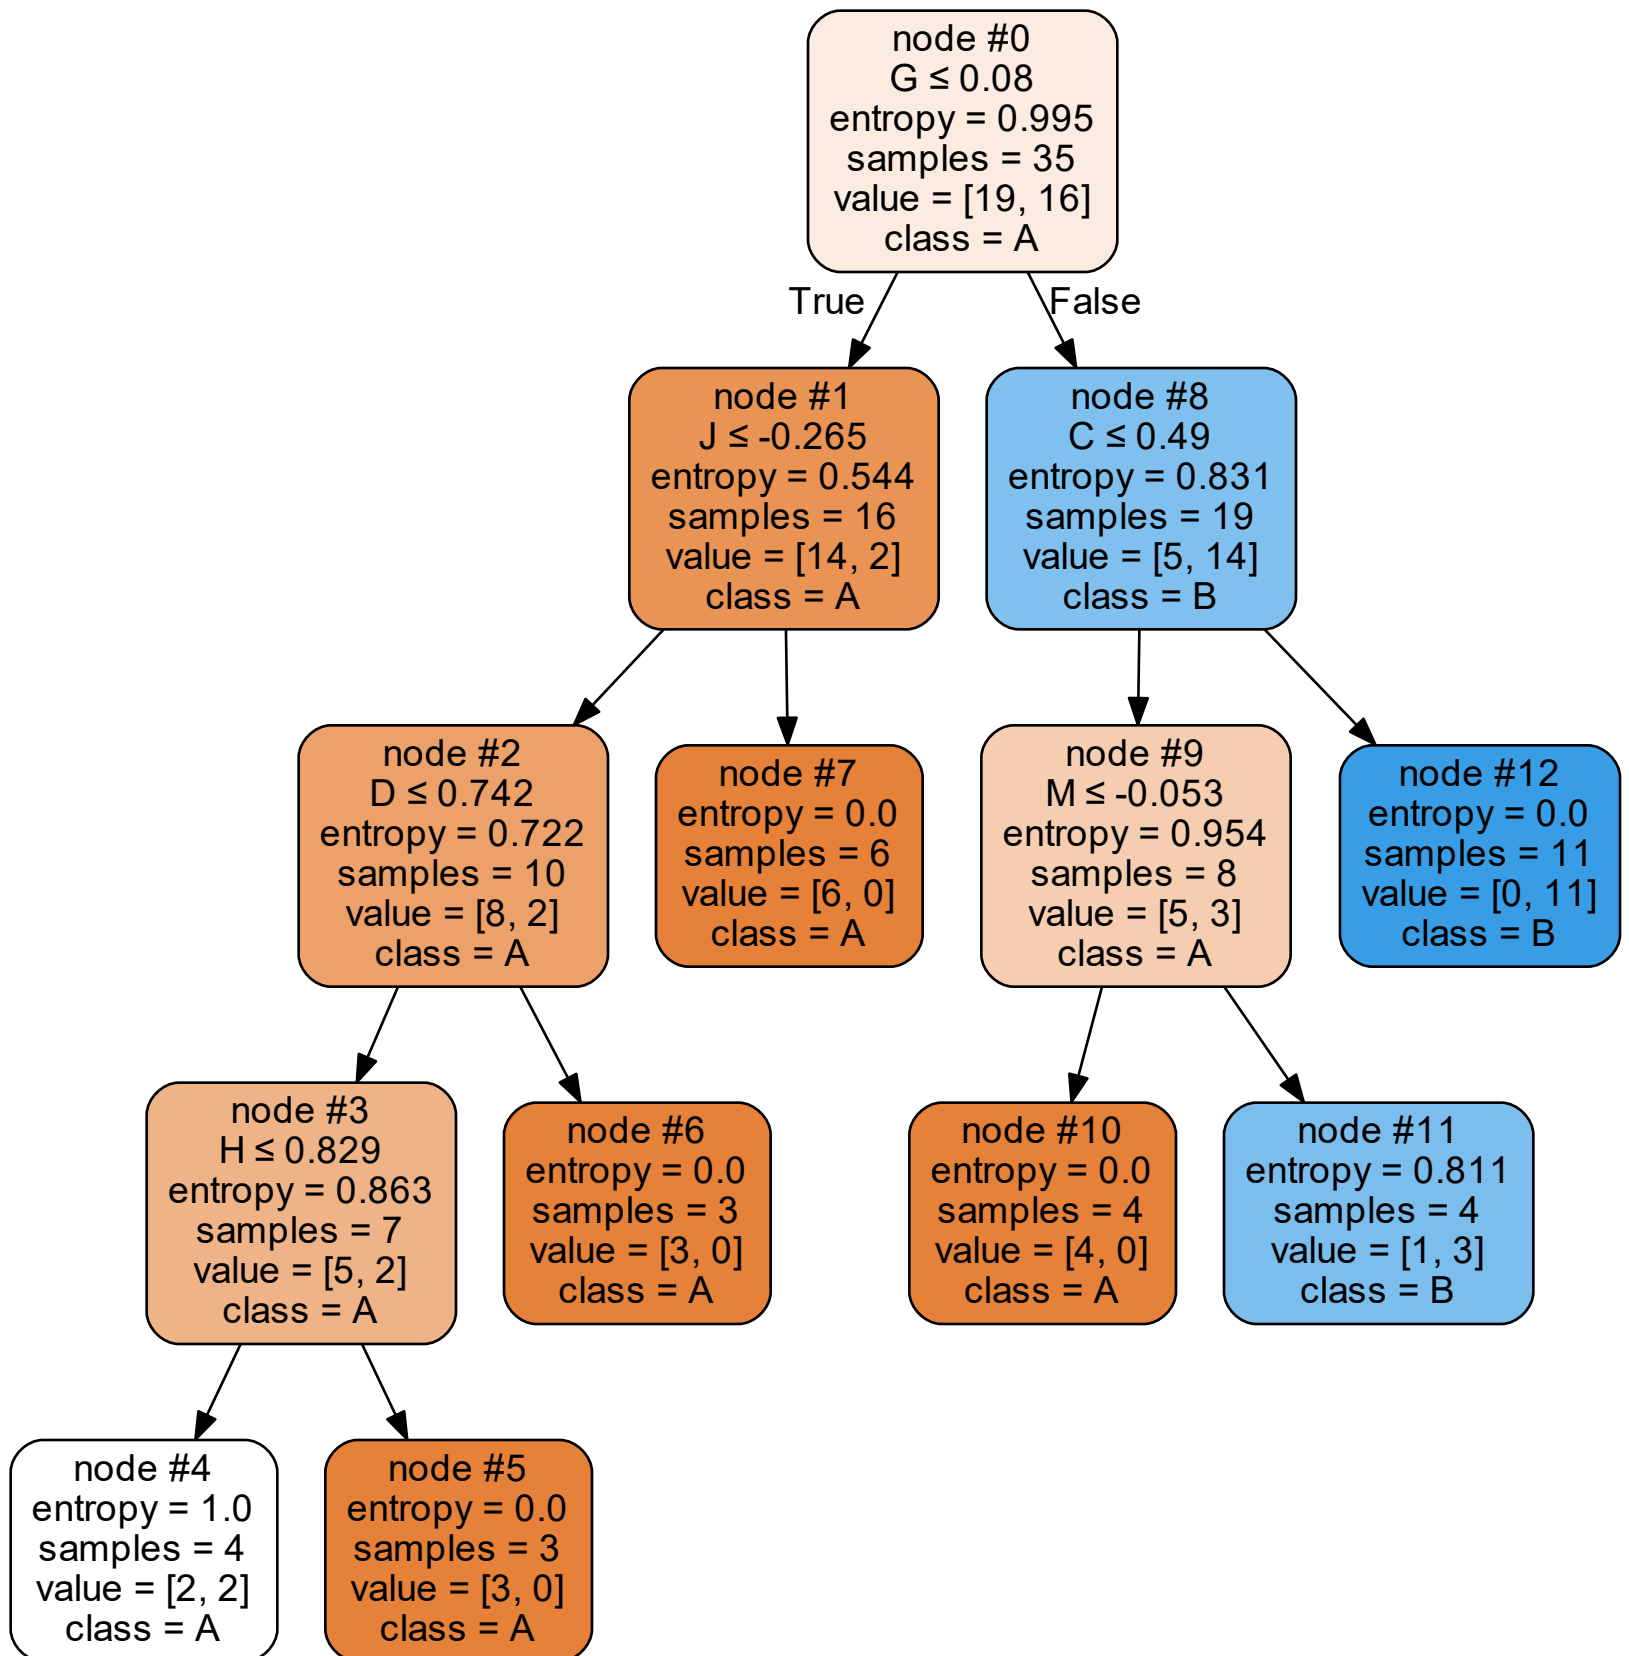 node #0
G ≤ 0.08
entropy = 0.995
samples = 35
value = [19, 16]
class = A
True
False
node #1
J ≤ -0.265
entropy = 0.544
samples = 16
value = [14, 2]
class = A
node #8
C ≤ 0.49
entropy = 0.831
samples = 19
value = [5, 14]
class = B
node #2
D ≤ 0.742
entropy = 0.722
samples = 10
value = [8, 2]
class = A
node #7
entropy = 0.0
samples = 6
value = [6, 0]
class = A
node #9
M ≤ -0.053
entropy = 0.954
samples = 8
value = [5, 3]
class = A
node #12
entropy = 0.0
samples = 11
value = [0, 11]
class = B
node #3
H ≤ 0.829
entropy = 0.863
samples = 7
value = [5, 2]
class = A
node #6
entropy = 0.0
samples = 3
value = [3, 0]
class = A
node #10
entropy = 0.0
samples = 4
value = [4, 0]
class = A
node #11
entropy = 0.811
samples = 4
value = [1, 3]
class = B
node #4
entropy = 1.0
samples = 4
value = [2, 2]
class = A
node #5
entropy = 0.0
samples = 3
value = [3, 0]
class = A